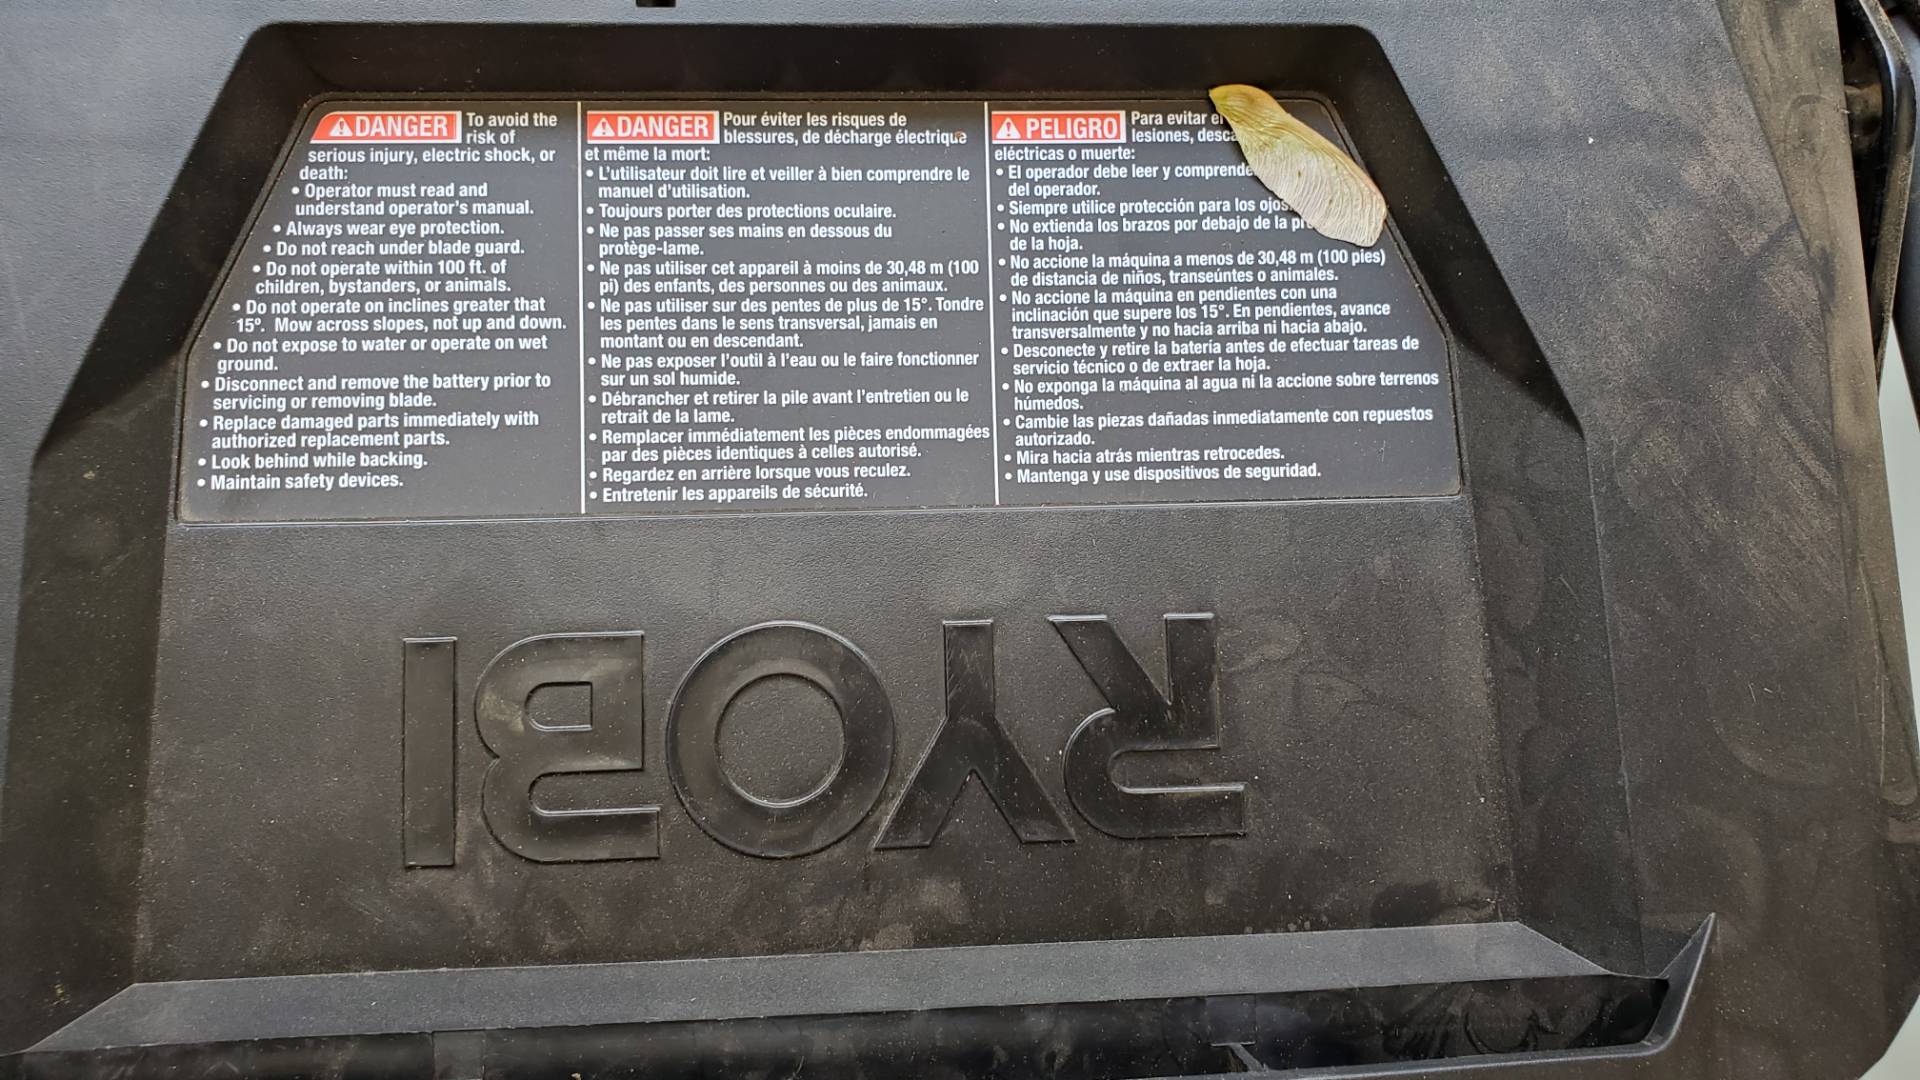 DANGER To avoid the
risk of
serious injury, electric shock, or
death:
• Operator must read and
understand operator's manual.
• Always wear eye protection.
• Do not reach under blade guard.
• Do not operate within 100 ft. of
children, bystanders, or animals.
• Do not operate on inclines greater that
15°. Mow across slopes, not up and down.
• Do not expose to water or operate on wet
ground.
• Disconnect and remove the battery prior to
servicing or removing blade.
• Replace damaged parts immediately with
authorized replacement parts.
• Look behind while backing.
• Maintain safety devices.
DANGER Pour éviter les risques de
blessures, de décharge électrique
et même la mort:
• L'utilisateur doit lire et veiller à bien comprendre le
manuel d'utilisation.
• Toujours porter des protections oculaire.
• Ne pas passer ses mains en dessous du
protège-lame.
• Ne pas utiliser cet appareil à moins de 30,48 m (100
pi) des enfants, des personnes ou des animaux.
• Ne pas utiliser sur des pentes de plus de 15°. Tondre
les pentes dans le sens transversal, jamais en
montant ou en descendant.
• Ne pas exposer l'outil à l'eau ou le faire fonctionner
sur un sol humide.
• Débrancher et retirer la pile avant l'entretien ou le
retrait de la lame.
• Remplacer immédiatement les pièces endommagées
par des pièces identiques à celles autorisé.
• Regardez en arrière lorsque vous reculez.
• Entretenir les appareils de sécurité.
PELIGRO Para evitar el
lesiones,
eléctricas o muerte:
• El operador debe leer y
del operador.
• Siempre utilice protección para los ojos.
• No extienda los brazos por debajo de la
de la hoja.
• No accione la máquina a menos de 30,48 m (100 pies)
de distancia de niños, transeúntes o animales.
• No accione la máquina en pendientes con una
inclinación que supere los 15°. En pendientes, avance
transversalmente y no hacia arriba ni hacia abajo.
• Desconecte y retire la batería antes de efectuar tareas de
servicio técnico o de extraer la hoja.
• No exponga la máquina al agua ni la accione sobre terrenos
húmedos.
• Cambie las piezas dañadas inmediatamente con repuestos
autorizado.
• Mira hacia atrás mientras retrocedes.
• Mantenga y use dispositivos de seguridad.
RYOBI